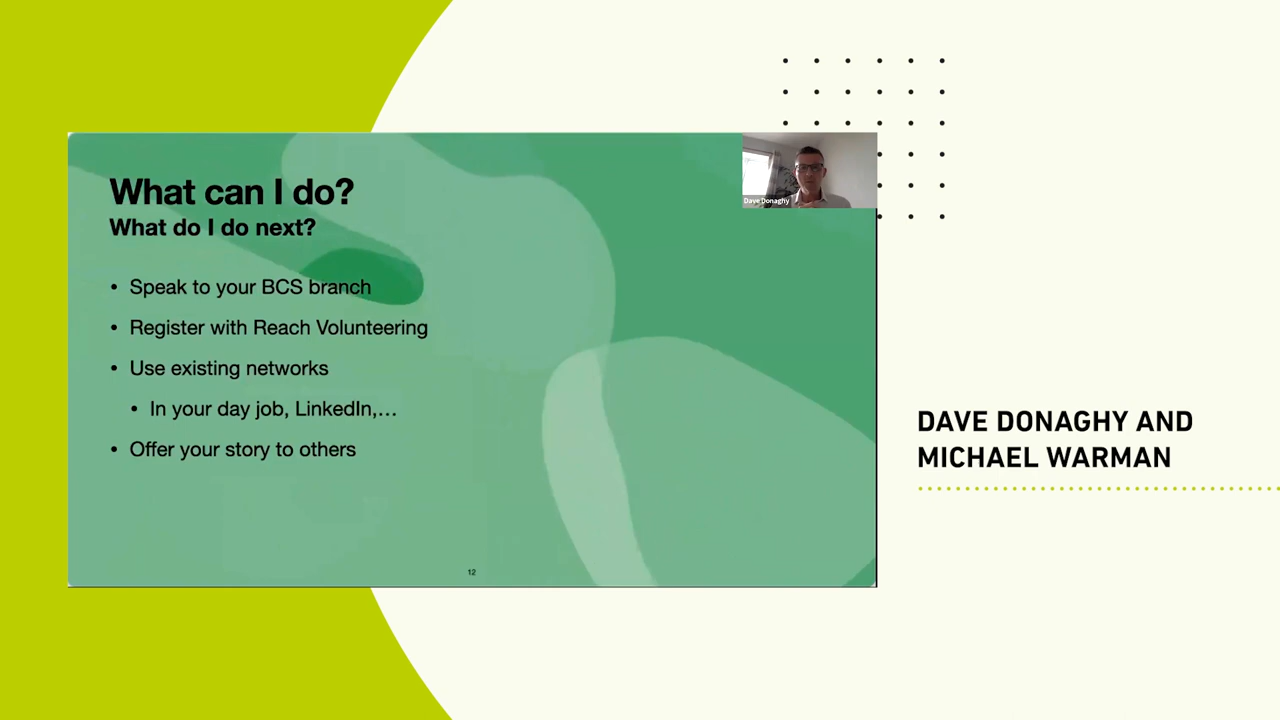 What can I do?
What do I do next?
• Speak to your BCS branch
• Register with Reach Volunteering
• Use existing networks
• In your day job, LinkedIn,…
• Offer your story to others
12
Dave Donaghy
DAVE DONAGHY AND
MICHAEL WARMAN